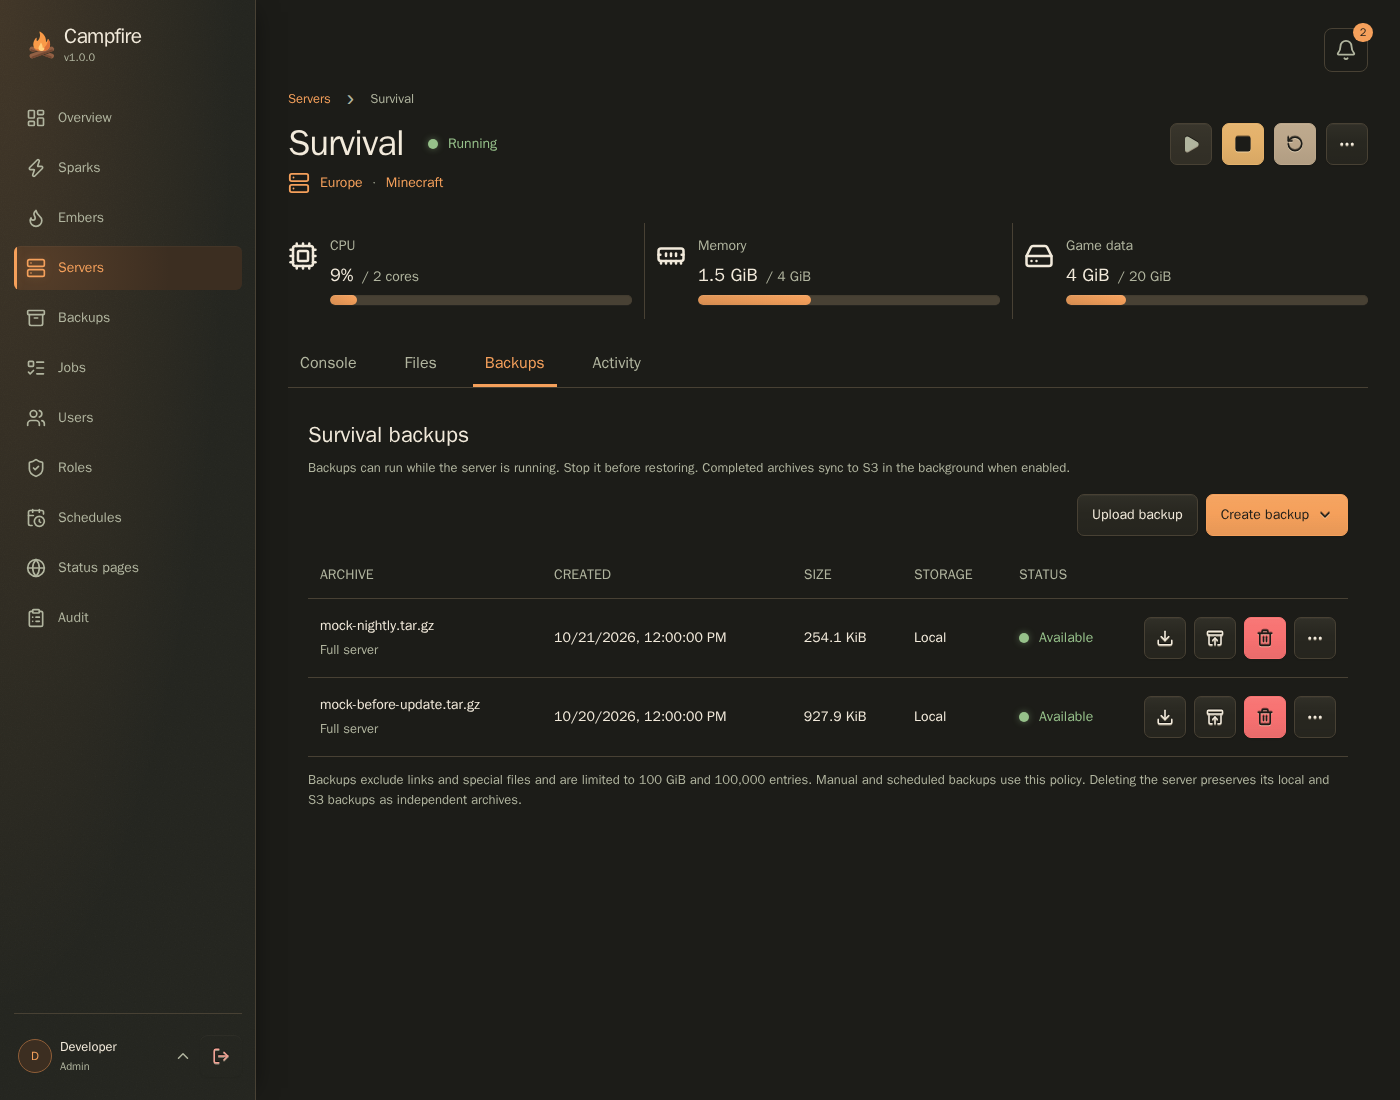 Campfire
v1.0.0
Overview
Sparks
Embers
Servers
Backups
Jobs
Users
Roles
Schedules
Status pages
Audit
D
Developer
Admin
2
Servers
Survival
Survival
Running
Europe · Minecraft
CPU
9% / 2 cores
Memory
1.5 GiB / 4 GiB
Game data
4 GiB / 20 GiB
Console
Files
Backups
Activity
Survival backups
Backups can run while the server is running. Stop it before restoring. Completed archives sync to S3 in the background when enabled.
Upload backup
Create backup
ARCHIVE CREATED SIZE STORAGE STATUS
mock-nightly.tar.gz
Full server
10/21/2026, 12:00:00 PM
254.1 KiB
Local
Available
mock-before-update.tar.gz
Full server
10/20/2026, 12:00:00 PM
927.9 KiB
Local
Available
Backups exclude links and special files and are limited to 100 GiB and 100,000 entries. Manual and scheduled backups use this policy. Deleting the server preserves its local and
S3 backups as independent archives.